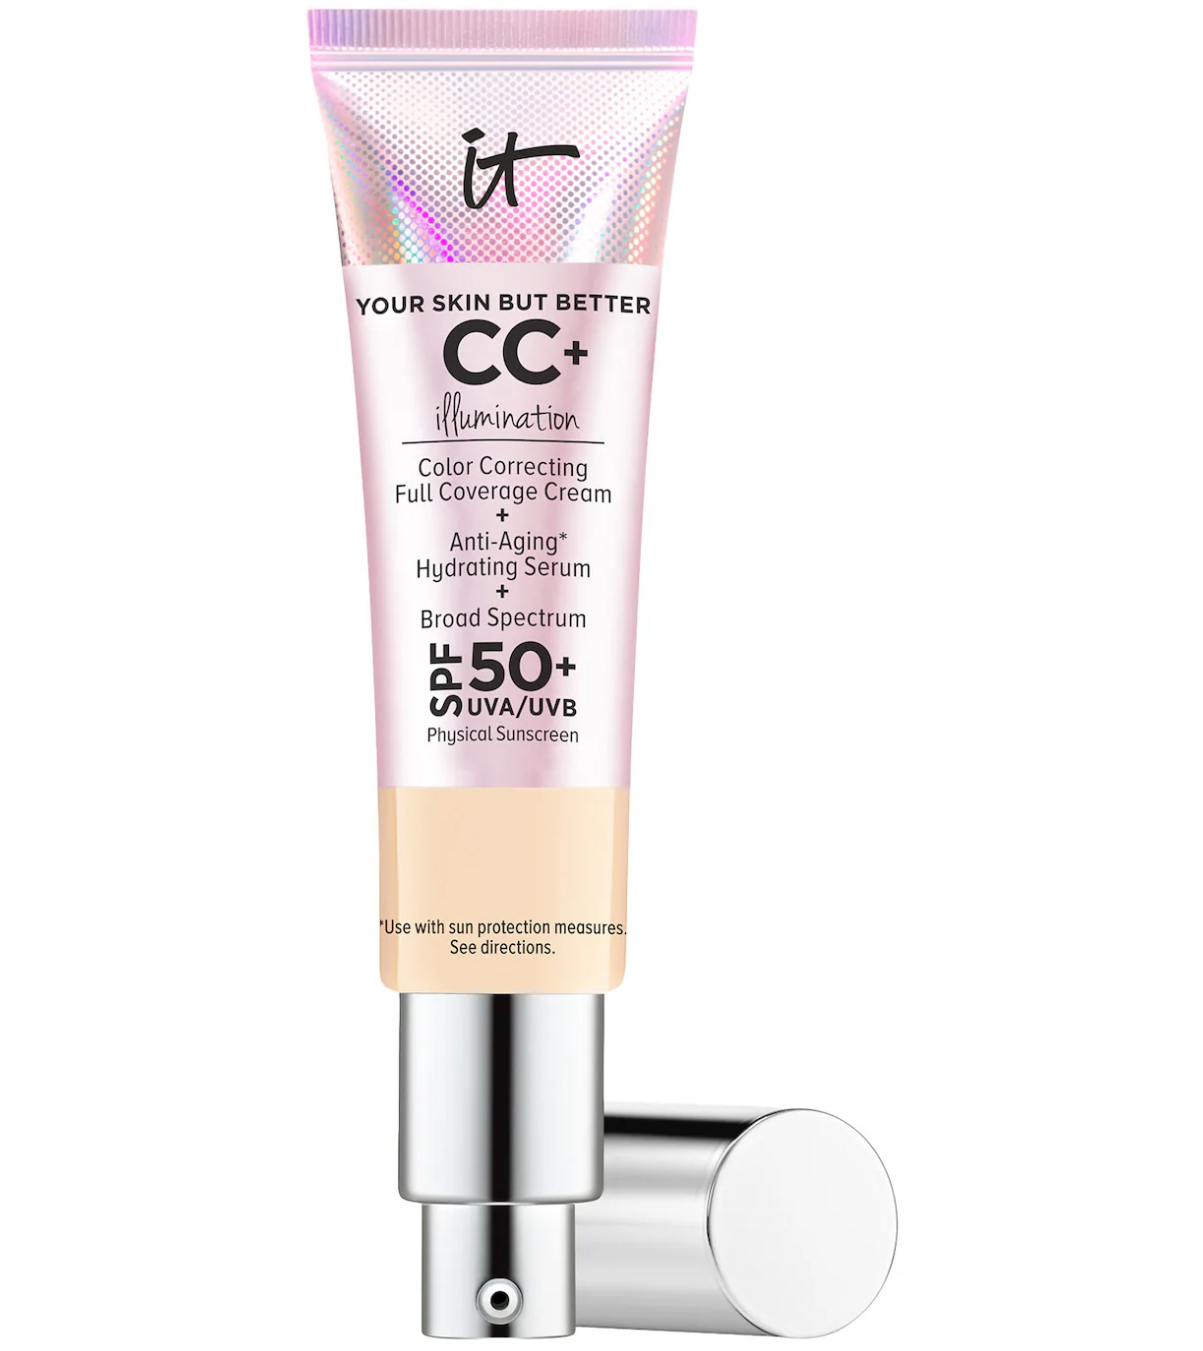 it
YOUR SKIN BUT BETTER
CC+
illumination
Color Correcting
Full Coverage Cream
+
Anti-Aging*
Hydrating Serum
+
Broad Spectrum
SPF 50+
UVA/UVB
Physical Sunscreen
*Use with sun protection measures.
See directions.